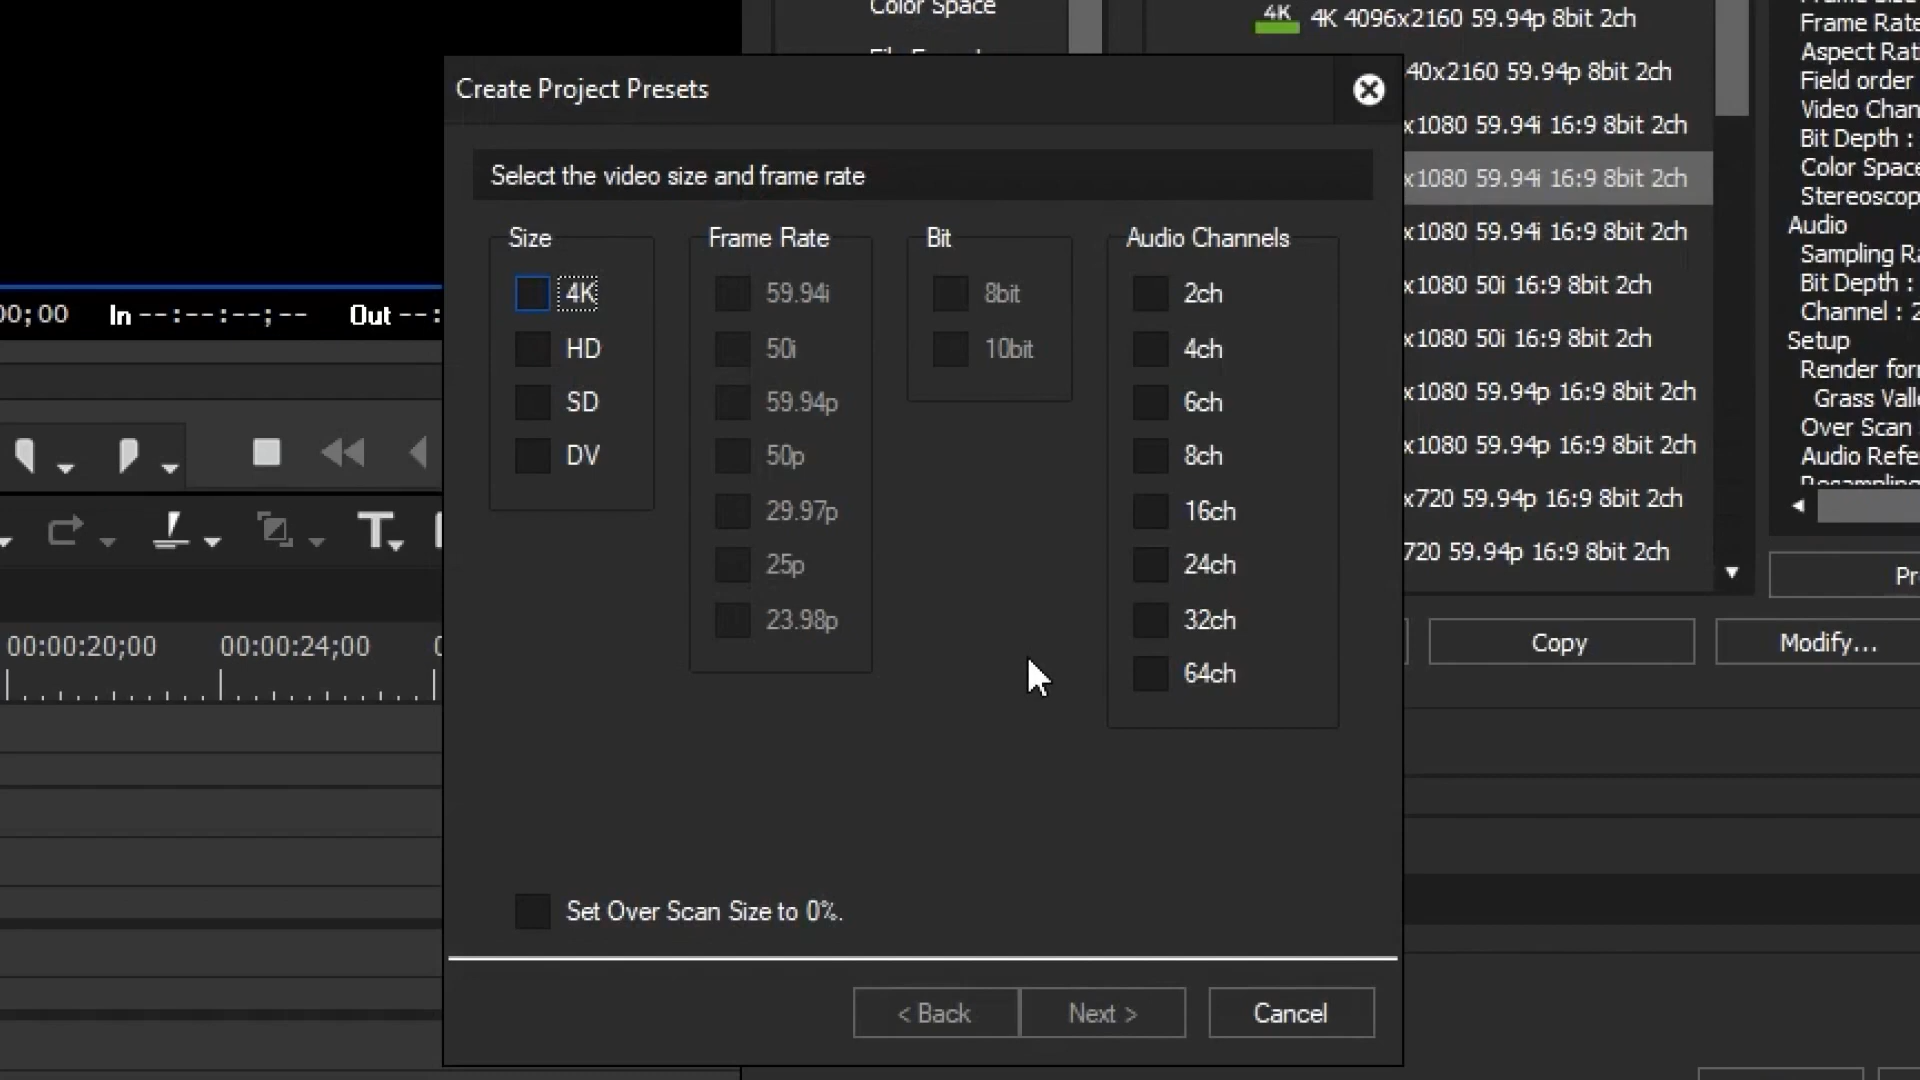 Color Space
4K 4K 4096x2160 59.94p 8bit 2ch
Frame Rate
Aspect Rat
Field order
Video Chan
Bit Depth :
Color Space
Stereoscop
Audio
Sampling Ra
Bit Depth :
Channel : 2
Setup
Render form
Grass Valle
Over Scan
Audio Refe
40x2160 59.94p 8bit 2ch
x1080 59.94i 16:9 8bit 2ch
x1080 59.94i 16:9 8bit 2ch
x1080 59.94i 16:9 8bit 2ch
x1080 50i 16:9 8bit 2ch
x1080 50i 16:9 8bit 2ch
x1080 59.94p 16:9 8bit 2ch
x1080 59.94p 16:9 8bit 2ch
x720 59.94p 16:9 8bit 2ch
720 59.94p 16:9 8bit 2ch
Pr
Copy
Modify...
Create Project Presets
Select the video size and frame rate
Size
4K
HD
SD
DV
Frame Rate
59.94i
50i
59.94p
50p
29.97p
25p
23.98p
Bit
8bit
10bit
Audio Channels
2ch
4ch
6ch
8ch
16ch
24ch
32ch
64ch
Set Over Scan Size to 0%.
< Back
Next >
Cancel
00;00 In --:--:--;-- Out --:
00:00:20;00 00:00:24;00